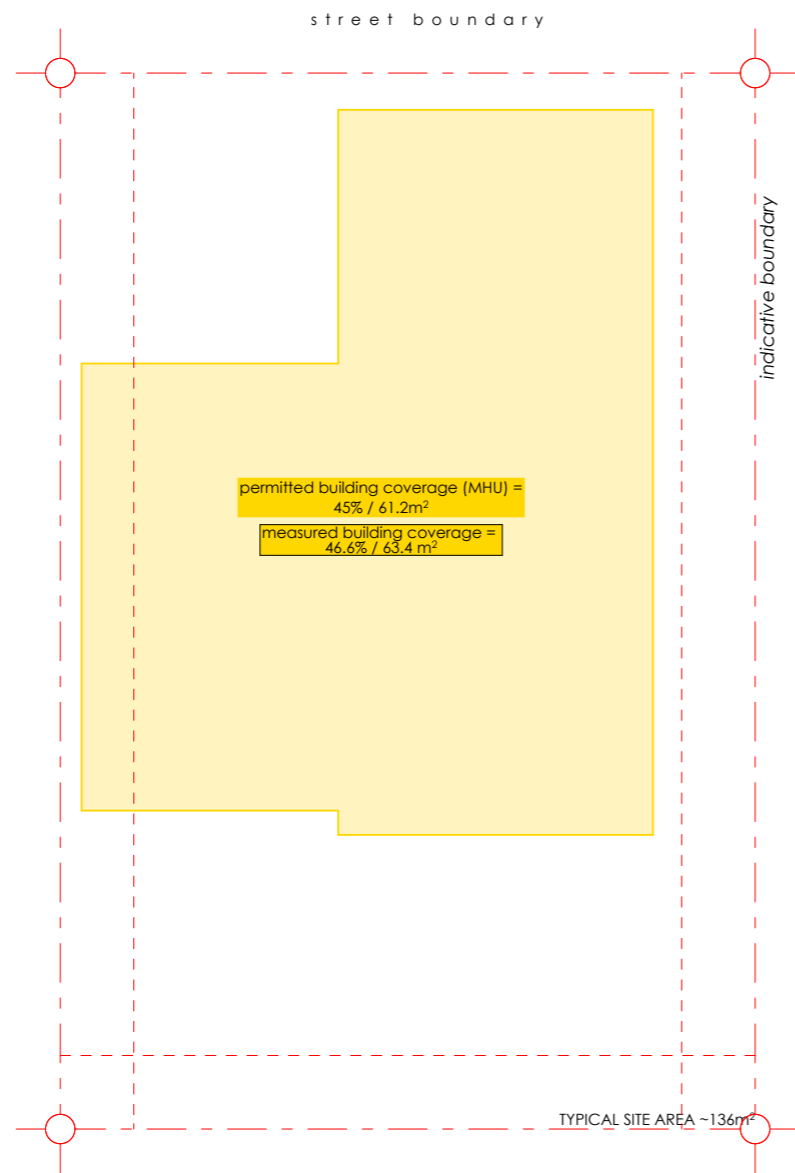 street boundary
indicative boundary
permitted building coverage (MHU) =
45% / 61.2m²
measured building coverage =
46.6% / 63.4 m²
TYPICAL SITE AREA ~136m²